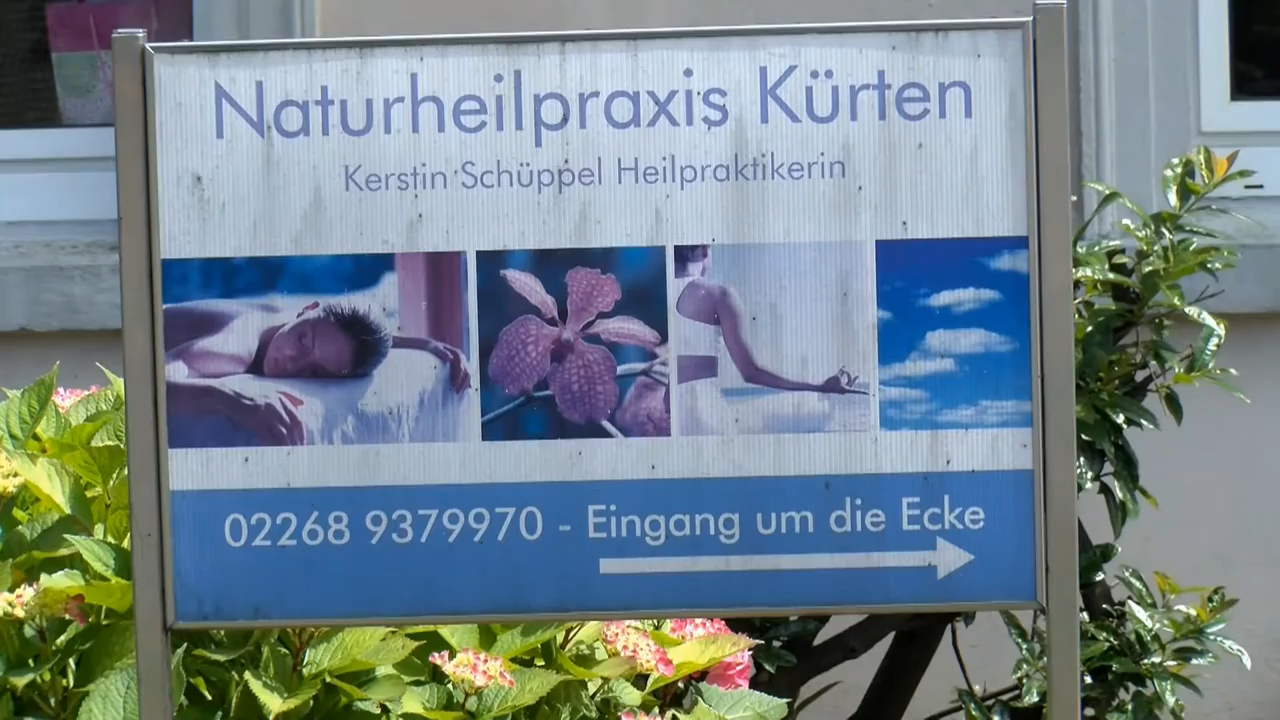 Naturheilpraxis Kürten
Kerstin Schüppel Heilpraktikerin
02268 9379970 - Eingang um die Ecke